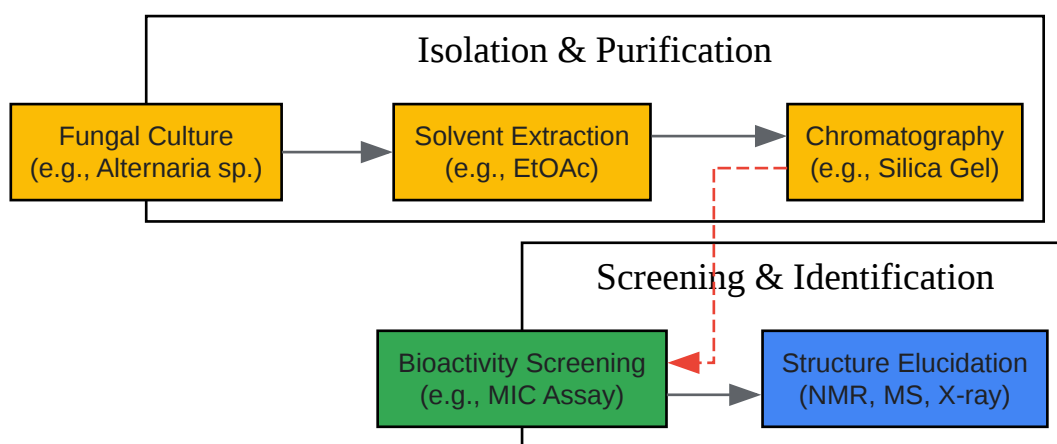 Isolation & Purification
Fungal Culture
(e.g., Alternaria sp.)
Solvent Extraction
(e.g., EtOAc)
Chromatography
(e.g., Silica Gel)
Screening & Identification
Bioactivity Screening
(e.g., MIC Assay)
Structure Elucidation
(NMR, MS, X-ray)